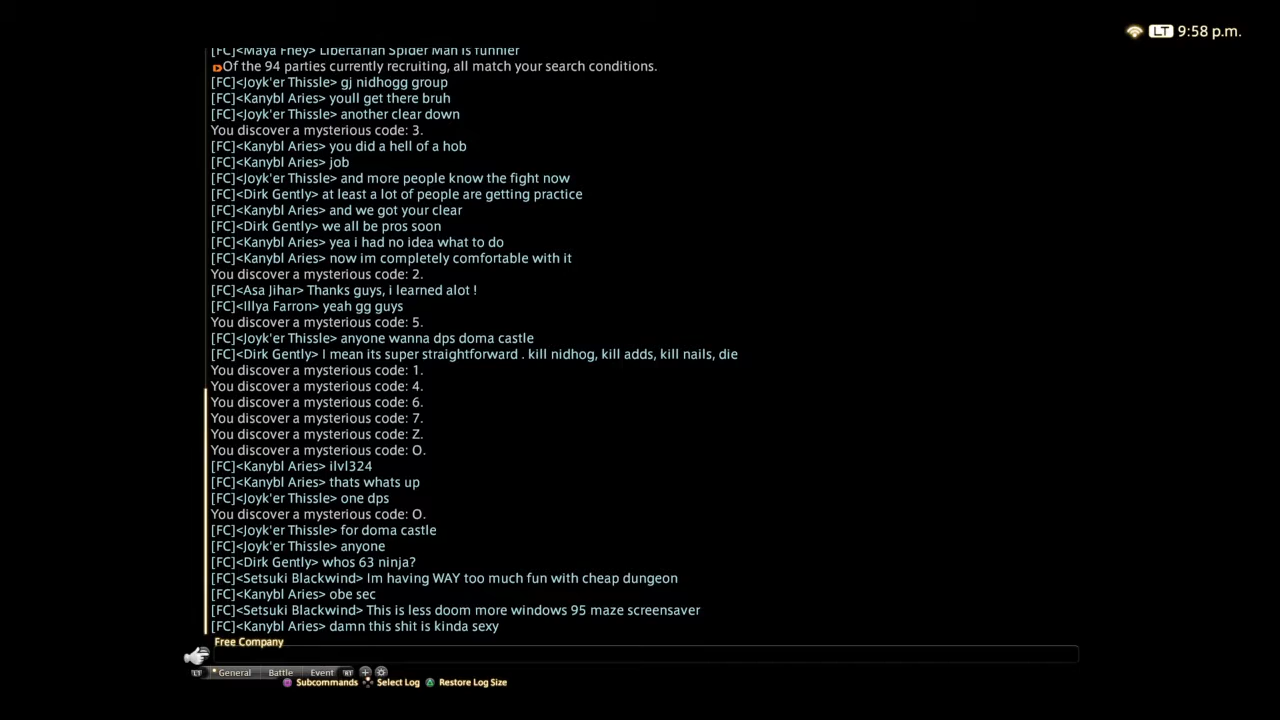 LT 9:58 p.m.
[FC]<Maya Fhey> Libertarian Spider Man is funnier
Of the 94 parties currently recruiting, all match your search conditions.
[FC]<Joyk'er Thissle> gj nidhogg group
[FC]<Kanybl Aries> youll get there bruh
[FC]<Joyk'er Thissle> another clear down
You discover a mysterious code: 3.
[FC]<Kanybl Aries> you did a hell of a hob
[FC]<Kanybl Aries> job
[FC]<Joyk'er Thissle> and more people know the fight now
[FC]<Dirk Gently> at least a lot of people are getting practice
[FC]<Kanybl Aries> and we got your clear
[FC]<Dirk Gently> we all be pros soon
[FC]<Kanybl Aries> yea i had no idea what to do
[FC]<Kanybl Aries> now im completely comfortable with it
You discover a mysterious code: 2.
[FC]<Asa Jihar> Thanks guys, i learned alot !
[FC]<Illya Farron> yeah gg guys
You discover a mysterious code: 5.
[FC]<Joyk'er Thissle> anyone wanna dps doma castle
[FC]<Dirk Gently> I mean its super straightforward . kill nidhog, kill adds, kill nails, die
You discover a mysterious code: 1.
You discover a mysterious code: 4.
You discover a mysterious code: 6.
You discover a mysterious code: 7.
You discover a mysterious code: Z.
You discover a mysterious code: O.
[FC]<Kanybl Aries> ilvl324
[FC]<Kanybl Aries> thats whats up
[FC]<Joyk'er Thissle> one dps
You discover a mysterious code: O.
[FC]<Joyk'er Thissle> for doma castle
[FC]<Joyk'er Thissle> anyone
[FC]<Dirk Gently> whos 63 ninja?
[FC]<Setsuki Blackwind> Im having WAY too much fun with cheap dungeon
[FC]<Kanybl Aries> obe sec
[FC]<Setsuki Blackwind> This is less doom more windows 95 maze screensaver
[FC]<Kanybl Aries> damn this shit is kinda sexy
Free Company
L1 General Battle Event R1
Subcommands Select Log Restore Log Size